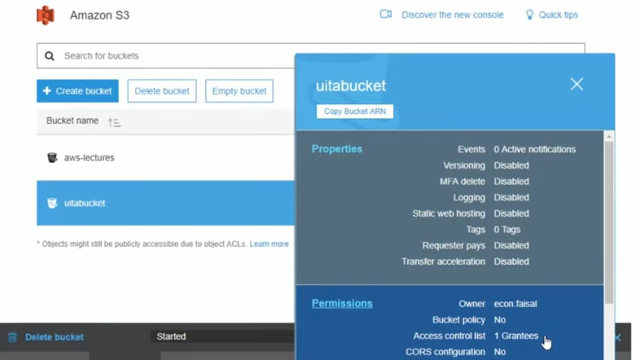 Amazon S3
Discover the new console
Quick tips
Search for buckets
+ Create bucket
Delete bucket
Empty bucket
Bucket name
aws-lectures
uitabucket
* Objects might still be publicly accessible due to object ACLs. Learn more
uitabucket
Copy Bucket ARN
Properties
Events 0 Active notifications
Versioning Disabled
MFA delete Disabled
Logging Disabled
Static web hosting Disabled
Tags 0 Tags
Requester pays Disabled
Transfer acceleration Disabled
Permissions
Owner econ.faisal
Bucket policy No
Access control list 1 Grantees
CORS configuration No
Delete bucket
Started